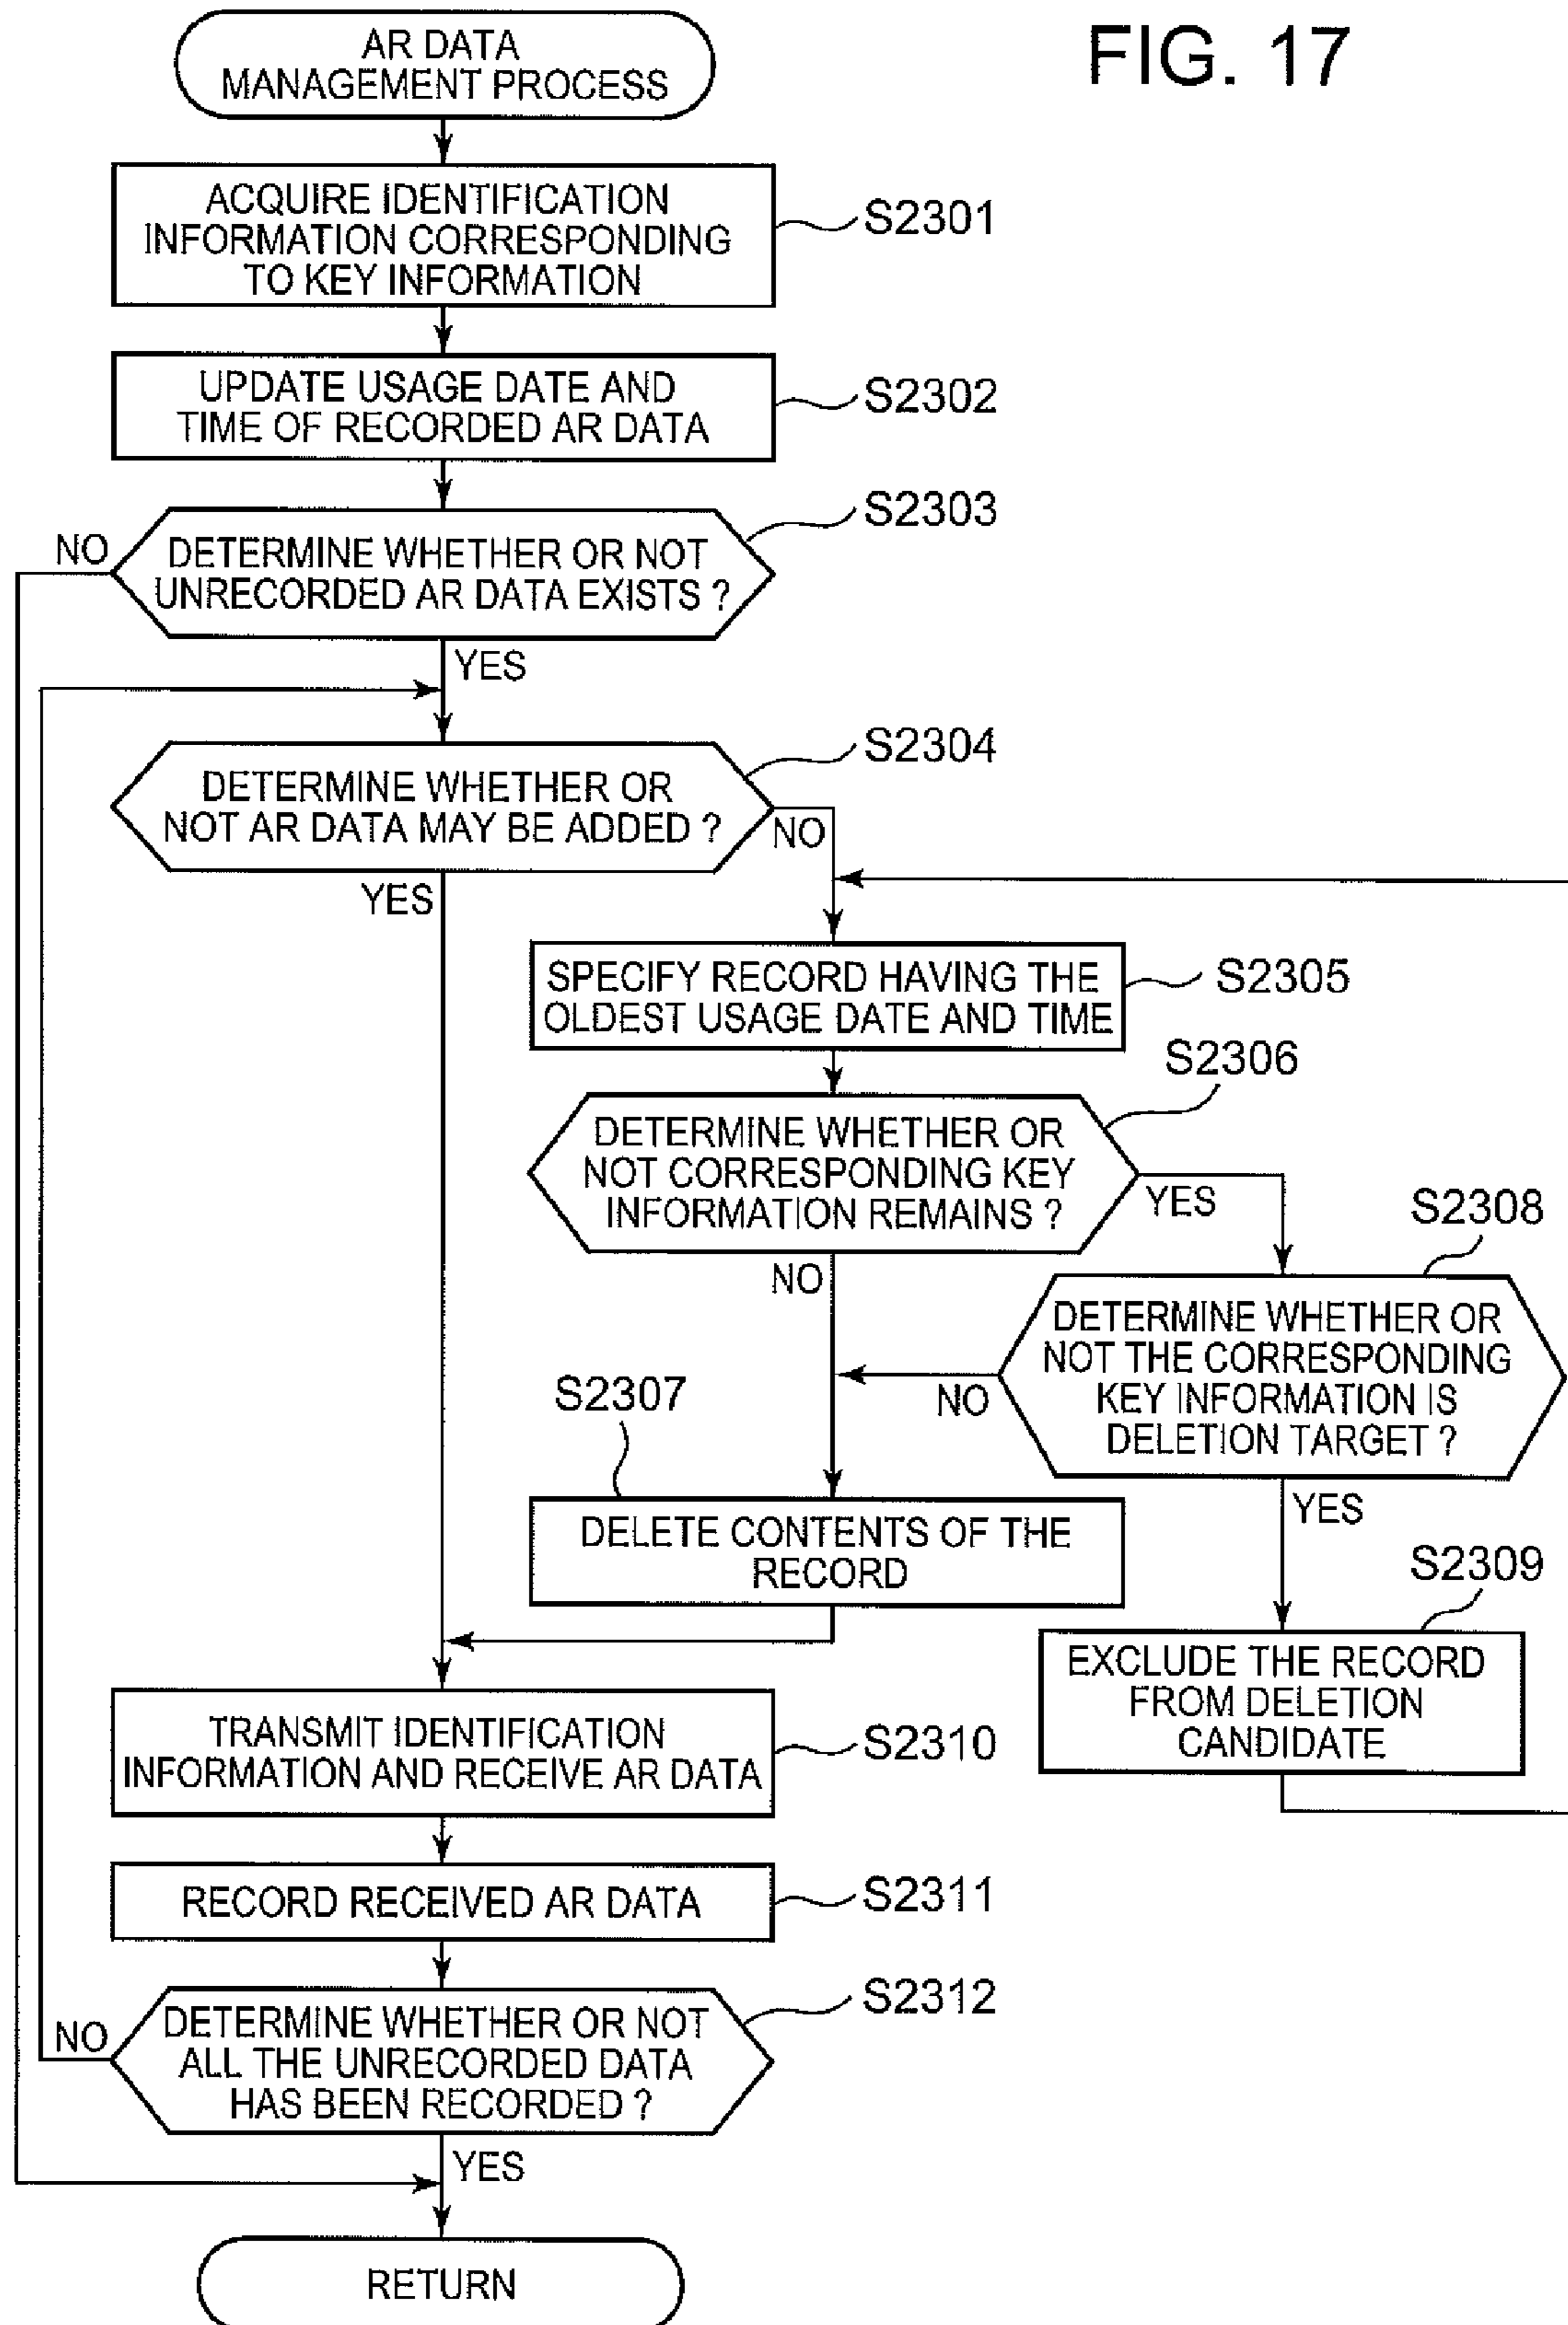 FIG. 17
AR DATA
MANAGEMENT PROCESS
ACQUIRE IDENTIFICATION
INFORMATION CORRESPONDING
TO KEY INFORMATION
S2301
UPDATE USAGE DATE AND
TIME OF RECORDED AR DATA
S2302
S2303
NO
DETERMINE WHETHER OR NOT
UNRECORDED AR DATA EXISTS ?
YES
S2304
DETERMINE WHETHER OR
NOT AR DATA MAY BE ADDED ?
NO
YES
SPECIFY RECORD HAVING THE
OLDEST USAGE DATE AND TIME
S2305
S2306
DETERMINE WHETHER OR
NOT CORRESPONDING KEY
INFORMATION REMAINS ?
YES
NO
S2308
DETERMINE WHETHER OR
NOT THE CORRESPONDING
KEY INFORMATION IS
DELETION TARGET ?
NO
YES
S2307
DELETE CONTENTS OF THE
RECORD
S2309
EXCLUDE THE RECORD
FROM DELETION
CANDIDATE
TRANSMIT IDENTIFICATION
INFORMATION AND RECEIVE AR DATA
S2310
RECORD RECEIVED AR DATA
S2311
S2312
NO
DETERMINE WHETHER OR NOT
ALL THE UNRECORDED DATA
HAS BEEN RECORDED ?
YES
RETURN